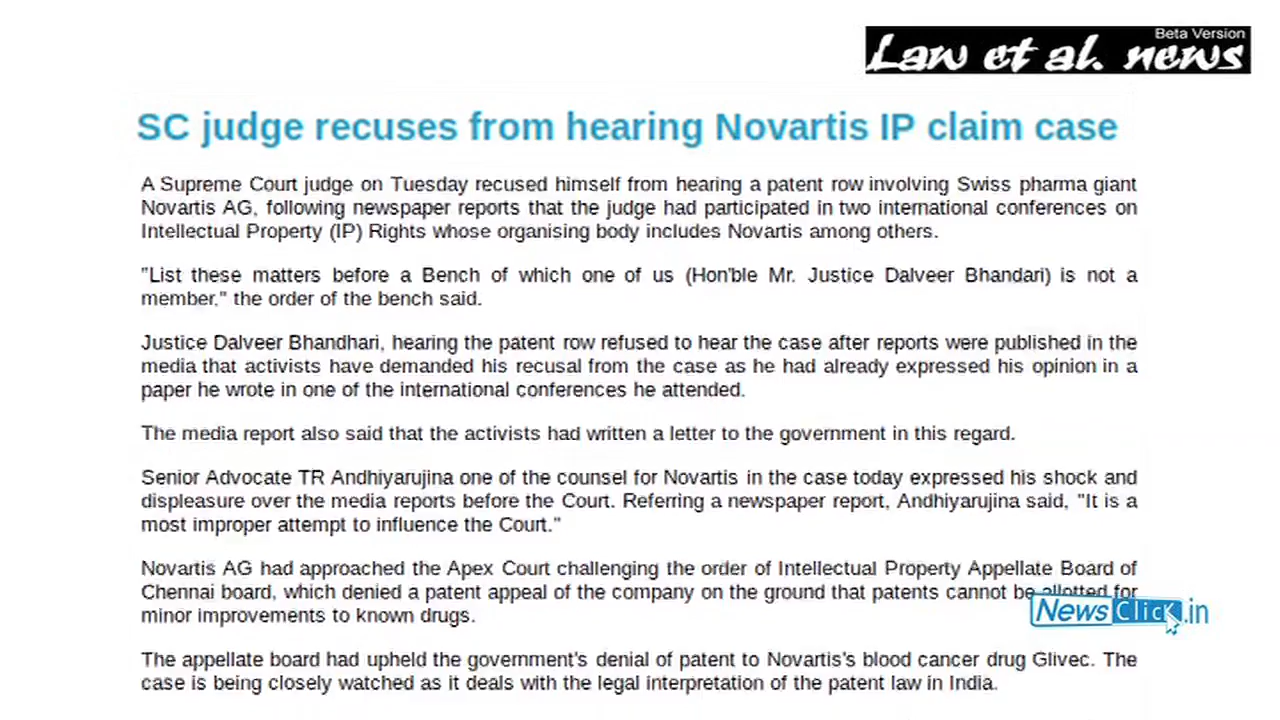 Beta Version
Law et al. news
SC judge recuses from hearing Novartis IP claim case
A Supreme Court judge on Tuesday recused himself from hearing a patent row involving Swiss pharma giant
Novartis AG, following newspaper reports that the judge had participated in two international conferences on
Intellectual Property (IP) Rights whose organising body includes Novartis among others.
"List these matters before a Bench of which one of us (Hon'ble Mr. Justice Dalveer Bhandari) is not a
member," the order of the bench said.
Justice Dalveer Bhandhari, hearing the patent row refused to hear the case after reports were published in the
media that activists have demanded his recusal from the case as he had already expressed his opinion in a
paper he wrote in one of the international conferences he attended.
The media report also said that the activists had written a letter to the government in this regard.
Senior Advocate TR Andhiyarujina one of the counsel for Novartis in the case today expressed his shock and
displeasure over the media reports before the Court. Referring a newspaper report, Andhiyarujina said, "It is a
most improper attempt to influence the Court."
Novartis AG had approached the Apex Court challenging the order of Intellectual Property Appellate Board of
Chennai board, which denied a patent appeal of the company on the ground that patents cannot be allotted for
minor improvements to known drugs.
NewsClick.in
The appellate board had upheld the government's denial of patent to Novartis's blood cancer drug Glivec. The
case is being closely watched as it deals with the legal interpretation of the patent law in India.